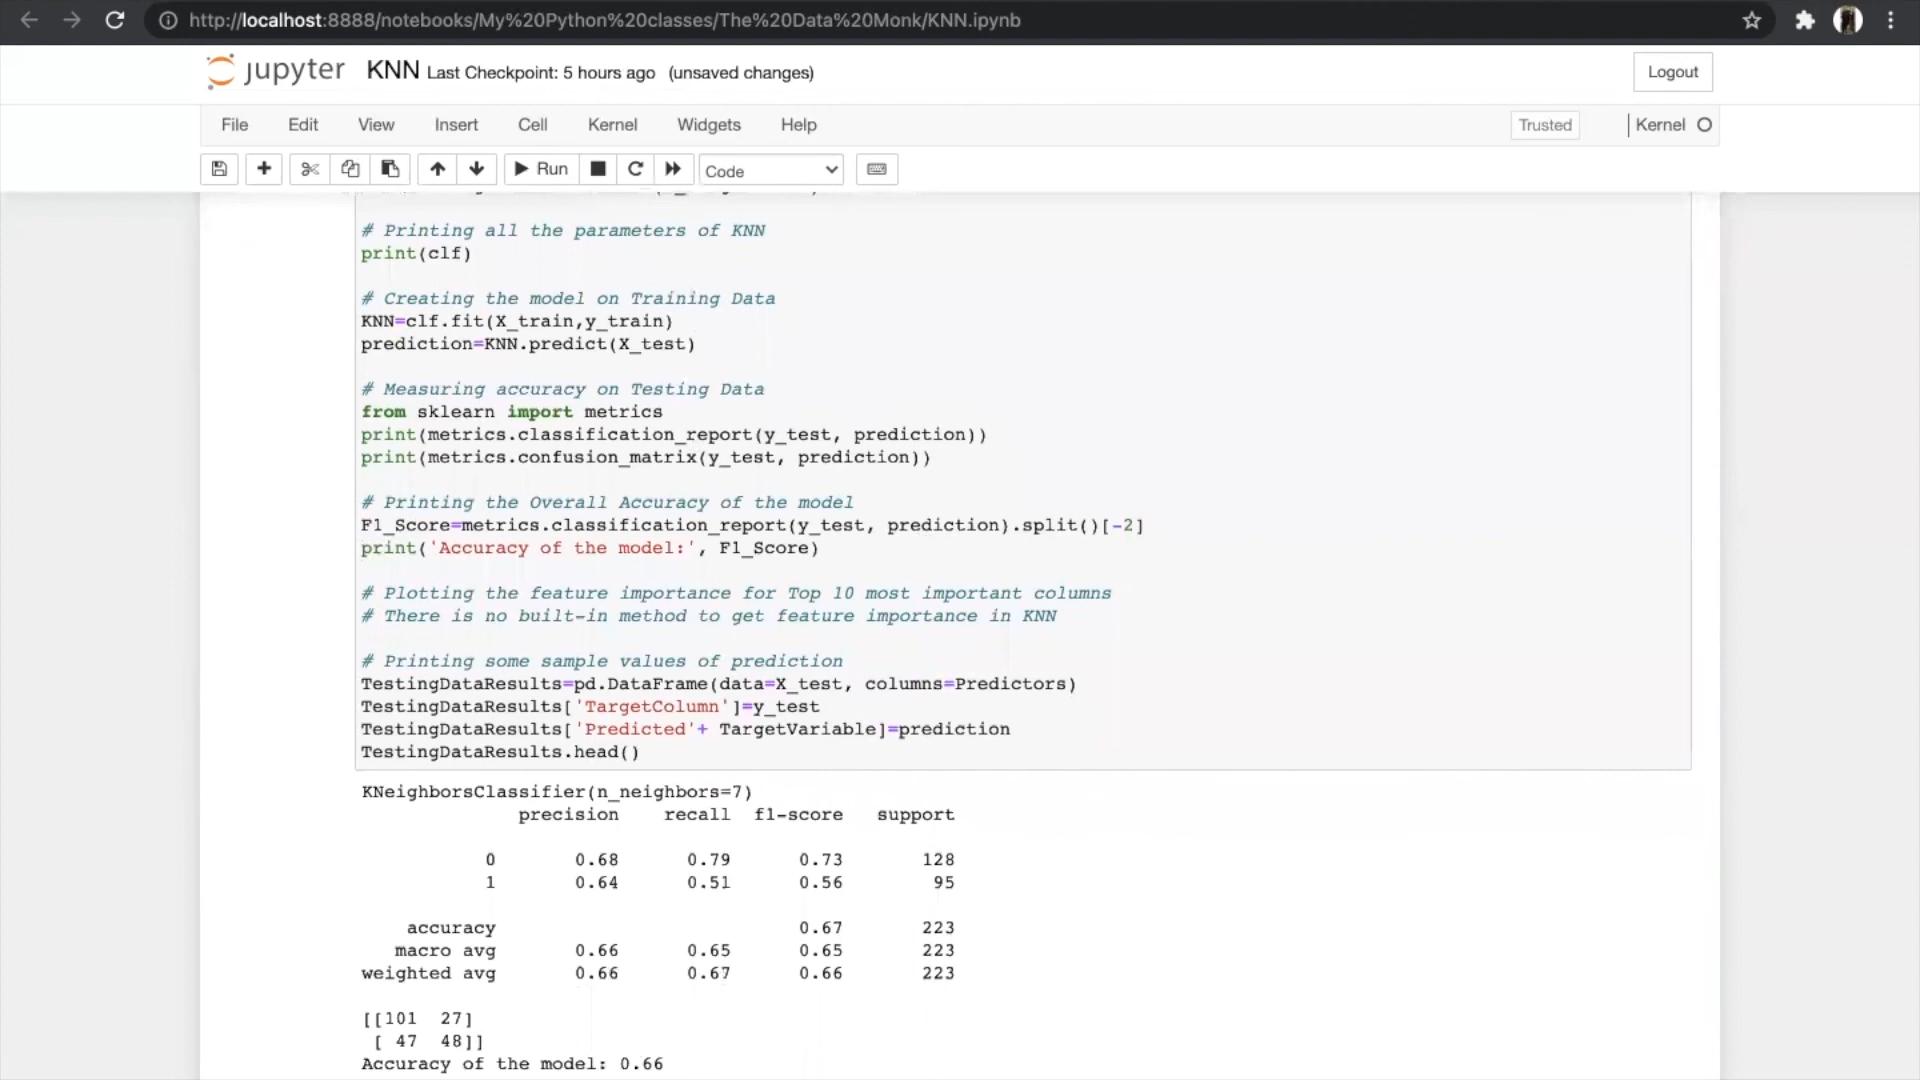 http://localhost:8888/notebooks/My%20Python%20classes/The%20Data%20Monk/KNN.ipynb
jupyter KNN Last Checkpoint: 5 hours ago (unsaved changes) Logout
File Edit View Insert Cell Kernel Widgets Help Trusted Kernel
Run Code
# Printing all the parameters of KNN
print(clf)
# Creating the model on Training Data
KNN=clf.fit(X_train,y_train)
prediction=KNN.predict(X_test)
# Measuring accuracy on Testing Data
from sklearn import metrics
print(metrics.classification_report(y_test, prediction))
print(metrics.confusion_matrix(y_test, prediction))
# Printing the Overall Accuracy of the model
F1_Score=metrics.classification_report(y_test, prediction).split()[-2]
print('Accuracy of the model:', F1_Score)
# Plotting the feature importance for Top 10 most important columns
# There is no built-in method to get feature importance in KNN
# Printing some sample values of prediction
TestingDataResults=pd.DataFrame(data=X_test, columns=Predictors)
TestingDataResults['TargetColumn']=y_test
TestingDataResults['Predicted'+ TargetVariable]=prediction
TestingDataResults.head()
KNeighborsClassifier(n_neighbors=7)
precision recall f1-score support
0 0.68 0.79 0.73 128
1 0.64 0.51 0.56 95
accuracy 0.67 223
macro avg 0.66 0.65 0.65 223
weighted avg 0.66 0.67 0.66 223
[[101 27]
[ 47 48]]
Accuracy of the model: 0.66